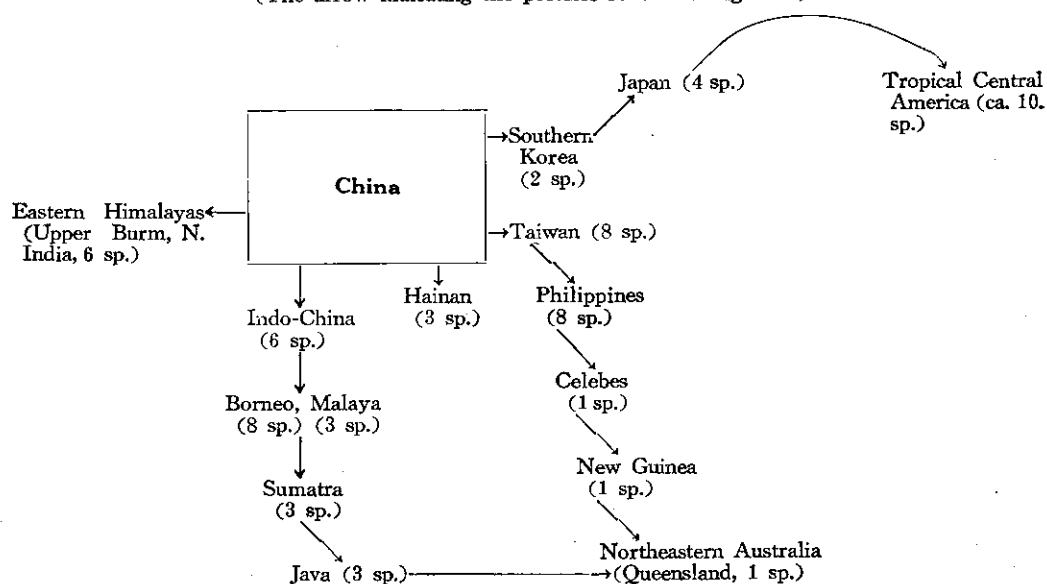 Japan (4 sp.)
Tropical Central
America (ca. 10.
sp.)
Southern
Korea
(2 sp.)
China
Eastern Himalayas
(Upper Burm, N.
India, 6 sp.)
Taiwan (8 sp.)
Hainan
(3 sp.)
Philippines
(8 sp.)
Indo-China
(6 sp.)
Celebes
(1 sp.)
Borneo, Malaya
(8 sp.) (3 sp.)
New Guinea
(1 sp.)
Sumatra
(3 sp.)
Northeastern Australia
(Queensland, 1 sp.)
Java (3 sp.)